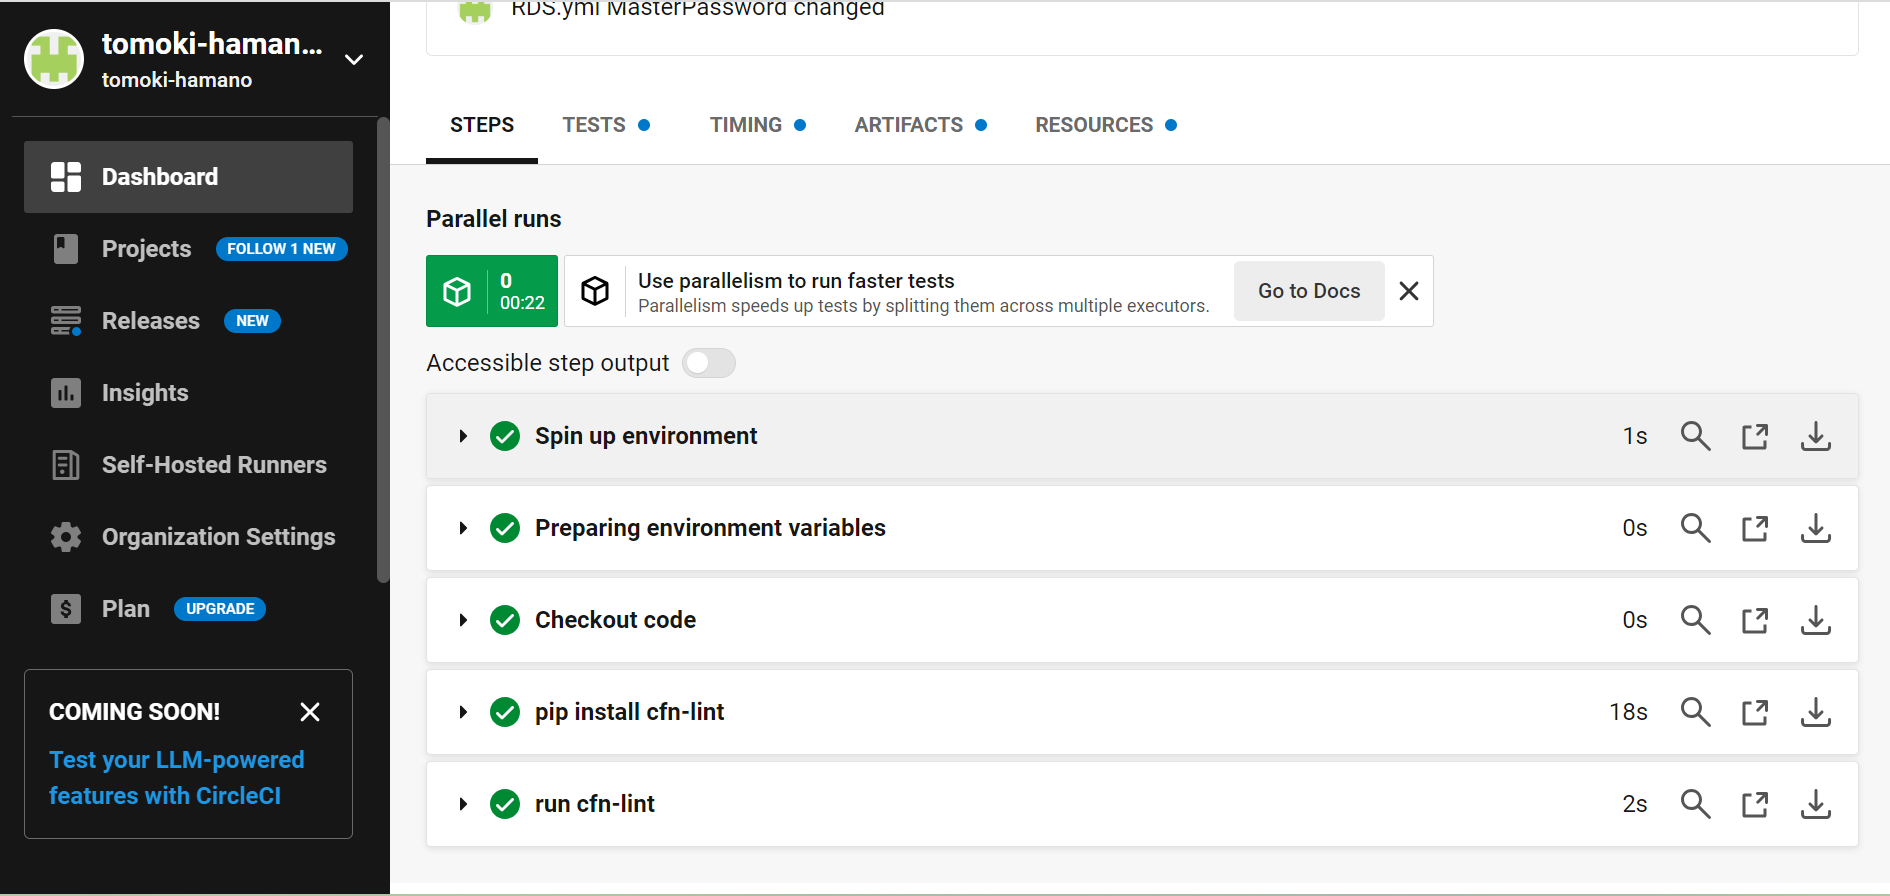 tomoki-haman...
tomoki-hamano
Dashboard
Projects FOLLOW 1 NEW
Releases NEW
Insights
Self-Hosted Runners
Organization Settings
Plan UPGRADE
COMING SOON!
Test your LLM-powered
features with CircleCI
RDS.yml MasterPassword changed
STEPS TESTS TIMING ARTIFACTS RESOURCES
Parallel runs
0
00:22
Use parallelism to run faster tests
Parallelism speeds up tests by splitting them across multiple executors.
Go to Docs
Accessible step output
Spin up environment 1s
Preparing environment variables 0s
Checkout code 0s
pip install cfn-lint 18s
run cfn-lint 2s